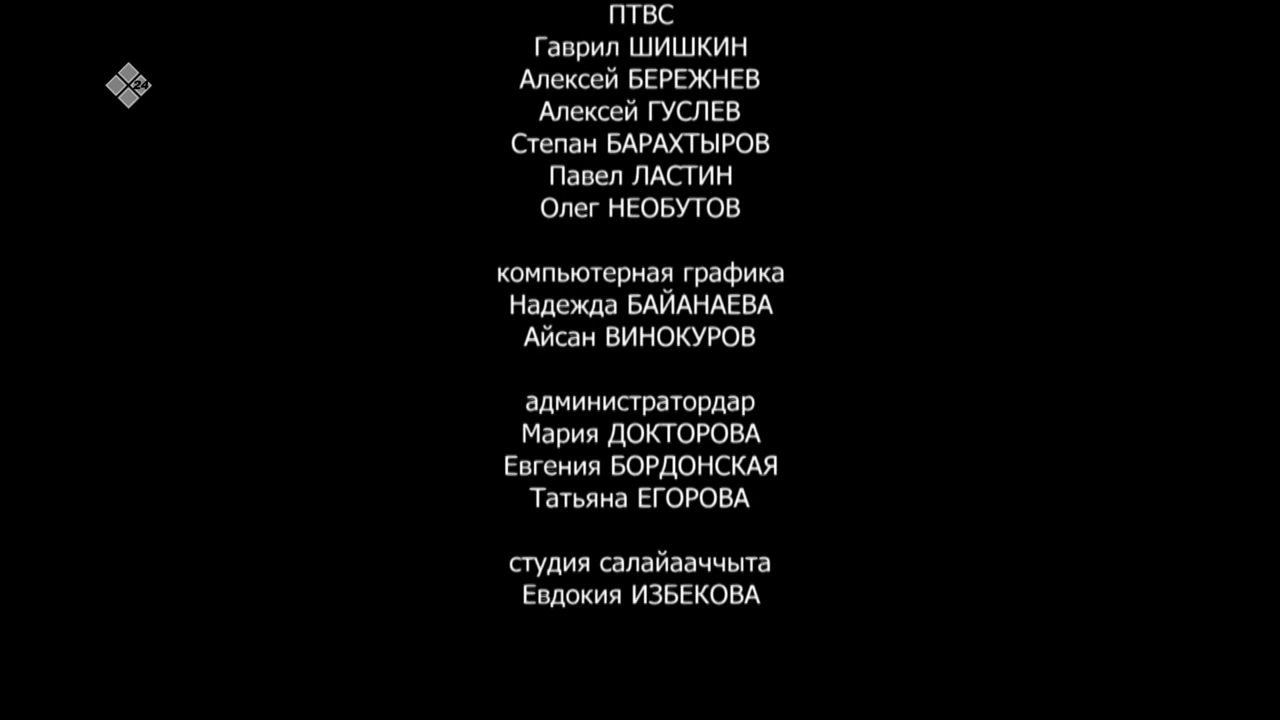 ПТВС
Гаврил ШИШКИН
Алексей БЕРЕЖНЕВ
Алексей ГУСЛЕВ
Степан БАРАХТЫРОВ
Павел ЛАСТИН
Олег НЕОБУТОВ
компьютерная графика
Надежда БАЙАНАЕВА
Айсан ВИНОКУРОВ
администратордар
Мария ДОКТОРОВА
Евгения БОРДОНСКАЯ
Татьяна ЕГОРОВА
студия салайааччыта
Евдокия ИЗБЕКОВА
24